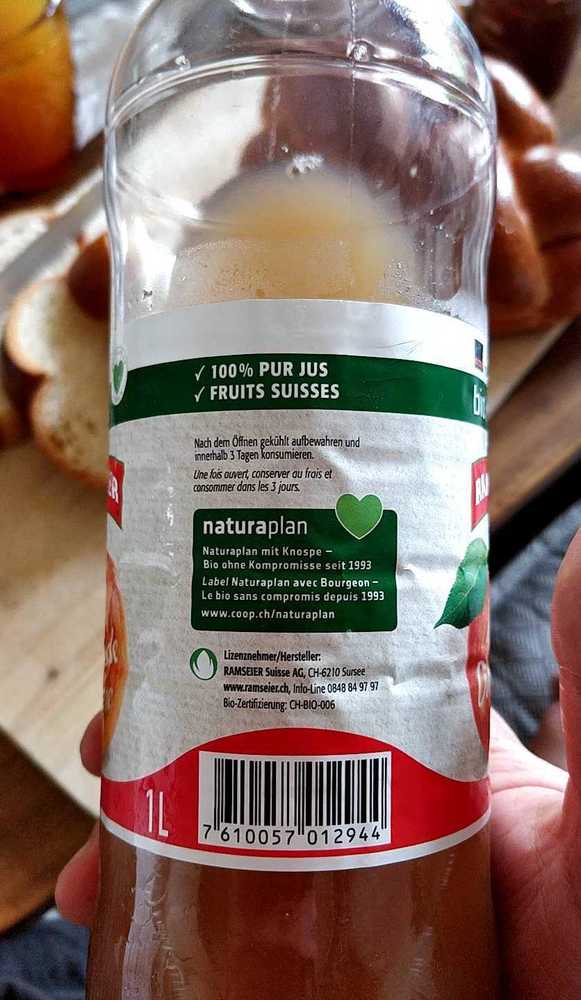 ✓ 100% PUR JUS
✓ FRUITS SUISSES
Nach dem Öffnen gekühlt aufbewahren und
innerhalb 3 Tagen konsumieren.
Une fois ouvert, conserver au frais et
consommer dans les 3 jours.
naturaplan
Naturaplan mit Knospe –
Bio ohne Kompromisse seit 1993
Label Naturaplan avec Bourgeon –
Le bio sans compromis depuis 1993
www.coop.ch/naturaplan
Lizenznehmer/Hersteller:
RAMSEIER Suisse AG, CH-6210 Sursee
www.ramseier.ch, Info-Line 0848 84 97 97
Bio-Zertifizierung: CH-BIO-006
1L
7 610057 012944